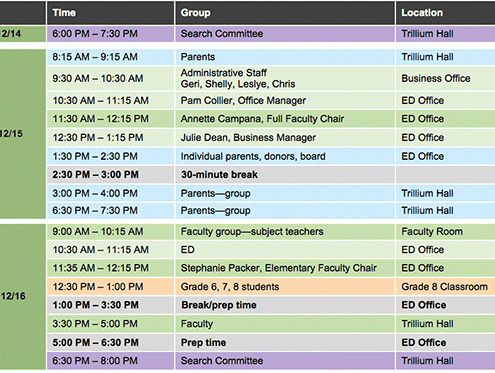 Time Group Location
12/14 6:00 PM – 7:30 PM Search Committee Trillium Hall
8:15 AM – 9:15 AM Parents Trillium Hall
9:30 AM – 10:30 AM Administrative Staff Business Office
Geri, Shelly, Leslye, Chris
10:30 AM – 11:15 AM Pam Collier, Office Manager ED Office
11:30 AM – 12:15 PM Annette Campana, Full Faculty Chair ED Office
12/15 12:30 PM – 1:15 PM Julie Dean, Business Manager ED Office
1:30 PM – 2:30 PM Individual parents, donors, board ED Office
2:30 PM – 3:00 PM 30-minute break
3:00 PM – 4:00 PM Parents—group Trillium Hall
6:30 PM – 7:30 PM Parents—group Trillium Hall
9:00 AM – 10:15 AM Faculty group—subject teachers Faculty Room
10:30 AM – 11:15 AM ED ED Office
11:35 AM – 12:15 PM Stephanie Packer, Elementary Faculty Chair ED Office
12:30 PM – 1:00 PM Grade 6, 7, 8 students Grade 8 Classroom
12/16 1:00 PM – 3:30 PM Break/prep time ED Office
3:30 PM – 5:00 PM Faculty Trillium Hall
5:00 PM – 6:30 PM Prep time ED Office
6:30 PM – 8:00 PM Search Committee Trillium Hall